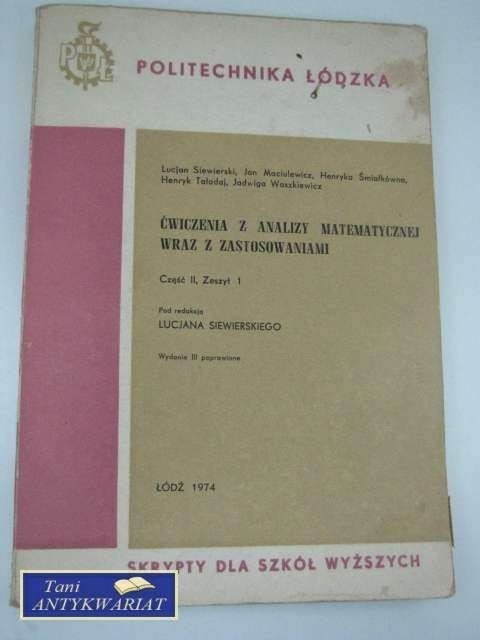 P Ł
POLITECHNIKA ŁÓDZKA
Lucjan Siewierski, Jan Maciulewicz, Henryka Śmiałkówna,
Henryk Taładaj, Jadwiga Waszkiewicz
ĆWICZENIA Z ANALIZY MATEMATYCZNEJ
WRAZ Z ZASTOSOWANIAMI
Część II, Zeszyt 1
Pod redakcją
LUCJANA SIEWIERSKIEGO
Wydanie III poprawione
ŁÓDŹ 1974
SKRYPTY DLA SZKÓŁ WYŻSZYCH
Tani
ANTYKWARIAT